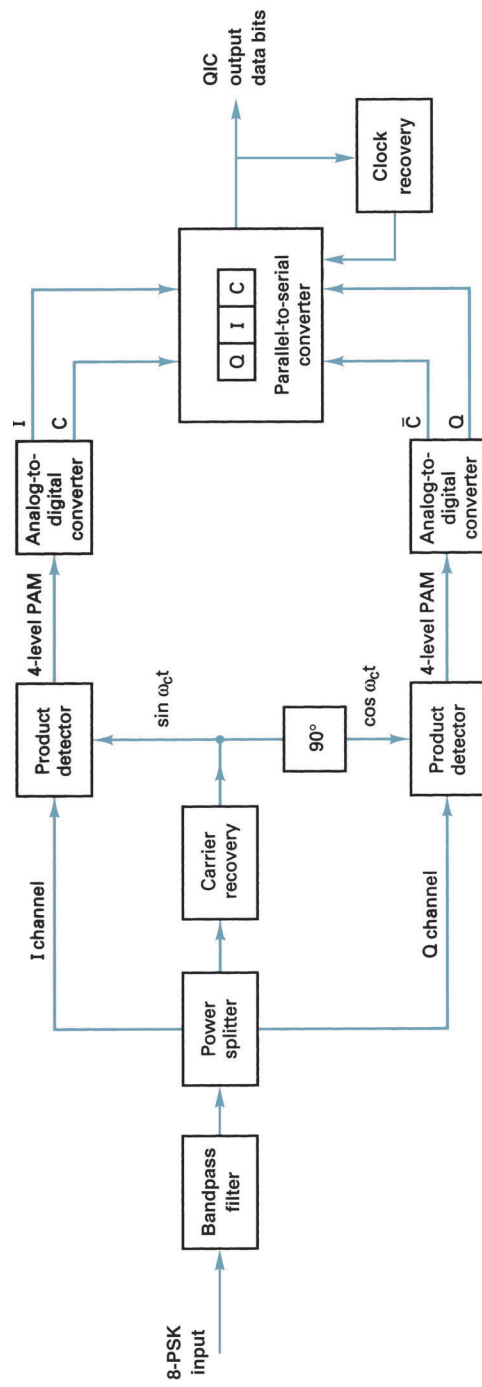 8-PSK
input
Bandpass
filter
Power
splitter
I channel
Q channel
Carrier
recovery
Product
detector
sin ωct
90°
cos ωct
Product
detector
4-level PAM
4-level PAM
Analog-to-
digital
converter
I
C
Analog-to-
digital
converter
C̄
Q
Q I C
Parallel-to-serial
converter
Clock
recovery
QIC
output
data bits